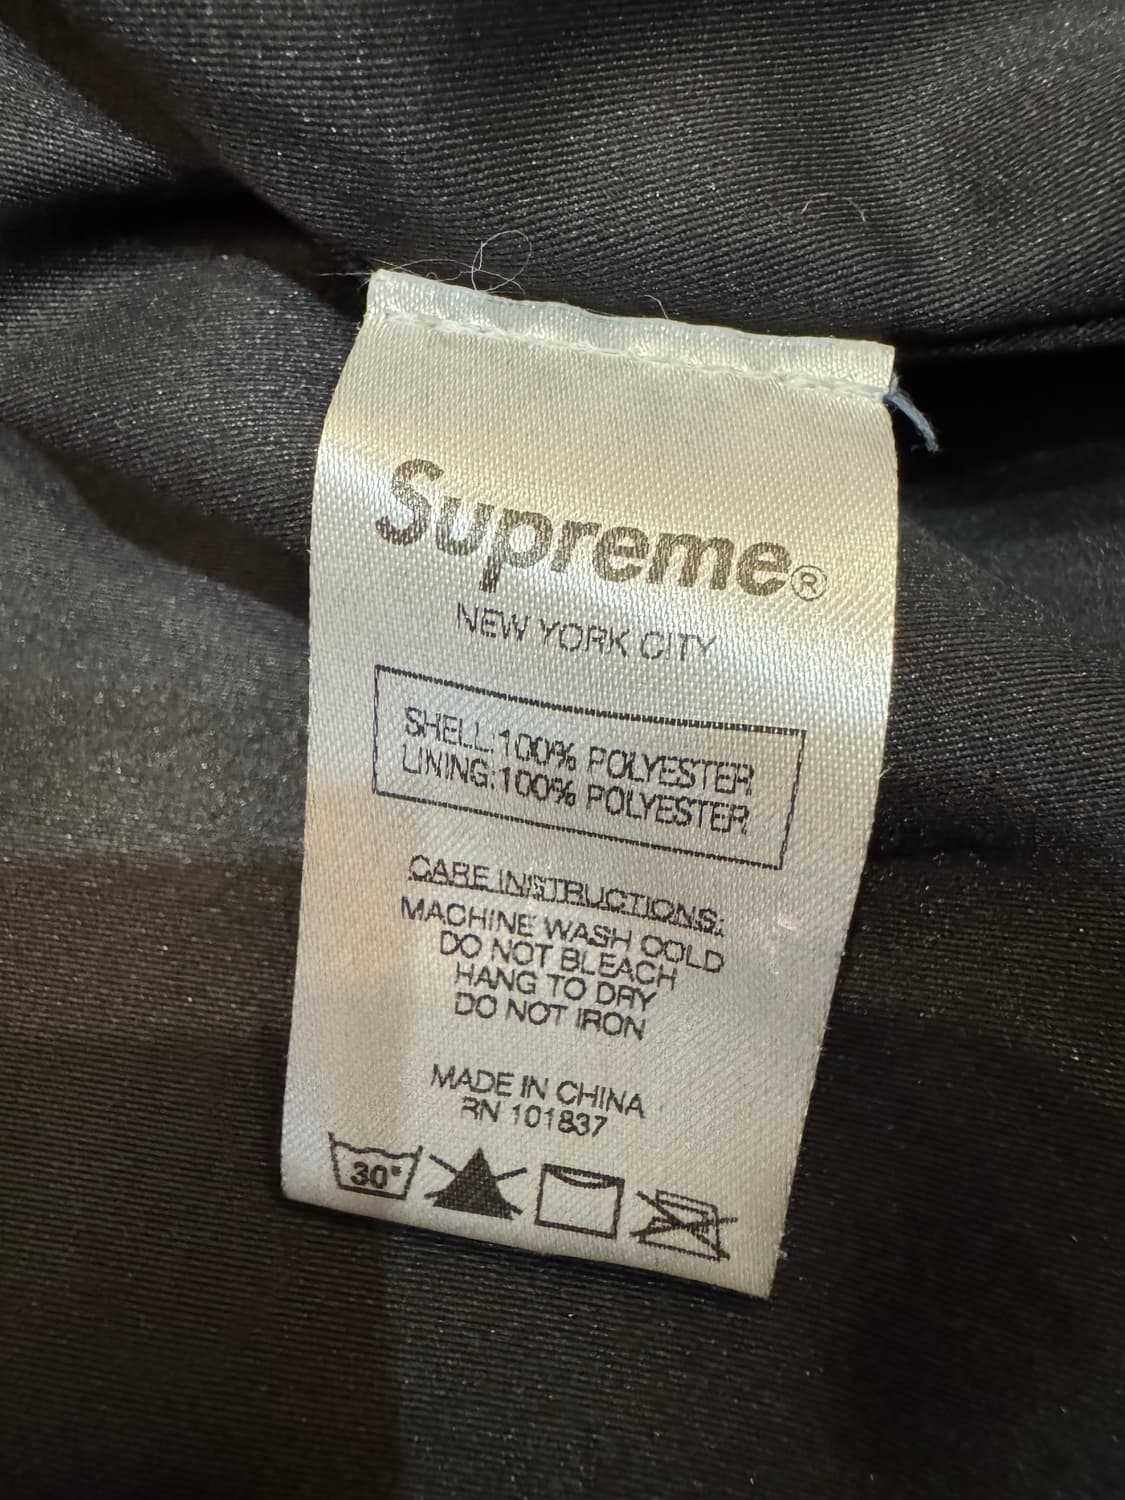 Supreme®
NEW YORK CITY
SHELL:100% POLYESTER
LINING:100% POLYESTER
CARE INSTRUCTIONS:
MACHINE WASH COLD
DO NOT BLEACH
HANG TO DRY
DO NOT IRON
MADE IN CHINA
RN 101837
30°